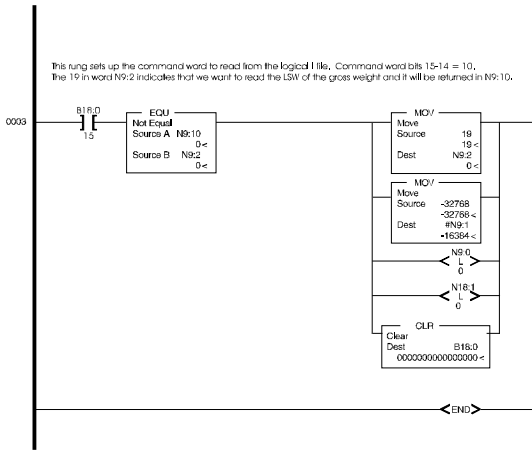 This rung sets up the command word to read from the logical I file. Command word bits 15-14 = 10.
The 19 in word N9:2 indicates that we want to read the LSW of the gross weight and it will be returned in N9:10.
0003
B18:0
15
EQU
Not Equal
Source A N9:10
0<
Source B N9:2
0<
MOV
Move
Source 19
19<
Dest N9:2
0<
MOV
Move
Source -32768
-32768<
Dest #N9:1
-16384<
N9:0
L
0
N18:1
L
0
CLR
Clear
Dest B18:0
0000000000000000<
END